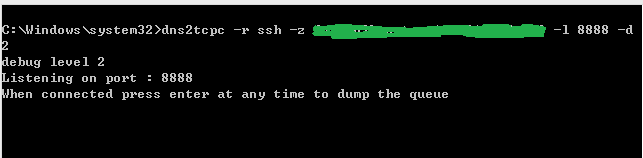 C:\Windows\system32>dns2tcpc -r ssh -z -l 8888 -d
2
debug level 2
Listening on port : 8888
When connected press enter at any time to dump the queue